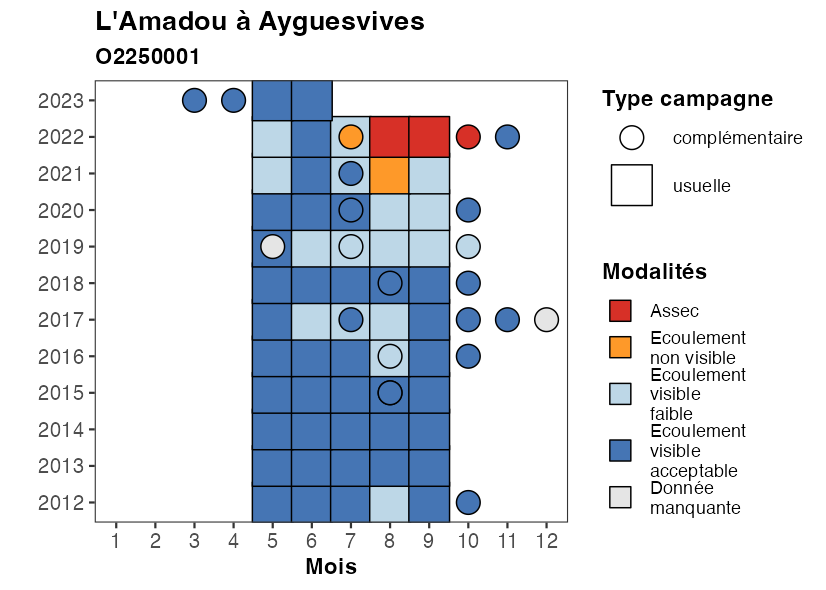 L'Amadou à Ayguesvives
O2250001
2023
2022
2021
2020
2019
2018
2017
2016
2015
2014
2013
2012
1 2 3 4 5 6 7 8 9 10 11 12
Mois
Type campagne
complémentaire
usuelle
Modalités
Assec
Ecoulement
non visible
Ecoulement
visible
faible
Ecoulement
visible
acceptable
Donnée
manquante